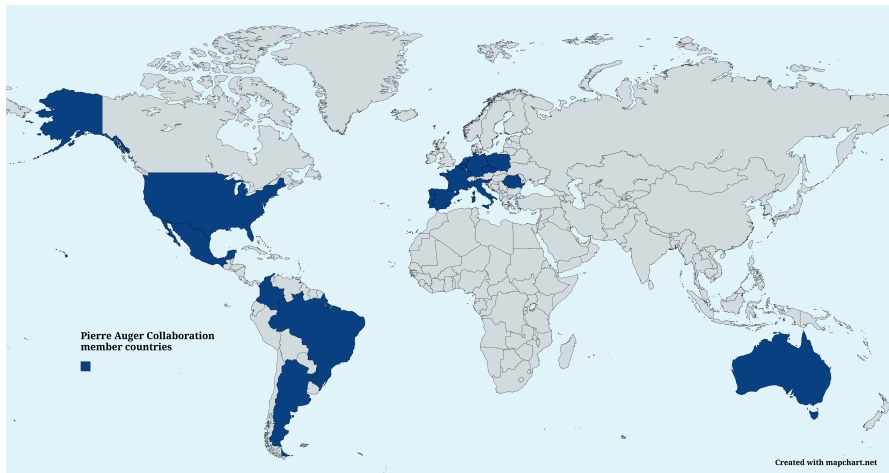 Pierre Auger Collaboration
member countries
Created with mapchart.net